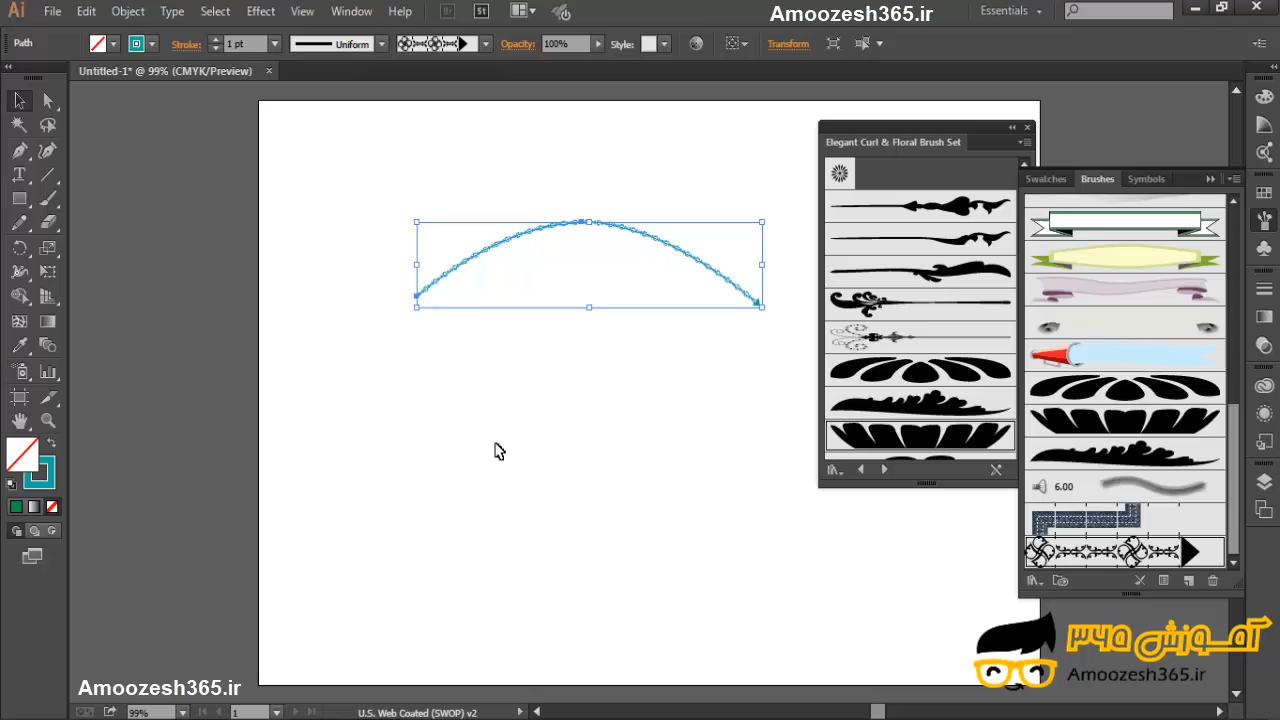 Ai File Edit Object Type Select Effect View Window Help Br St Amoozesh365.ir Essentials
Path Stroke: 1 pt Uniform Opacity: 100% Style: Transform
Untitled-1* @ 99% (CMYK/Preview)
Elegant Curl & Floral Brush Set
Swatches Brushes Symbols
6.00
آموزش ۳۶۵
Amoozesh365.ir
Amoozesh365.ir
99% 1 U.S. Web Coated (SWOP) v2